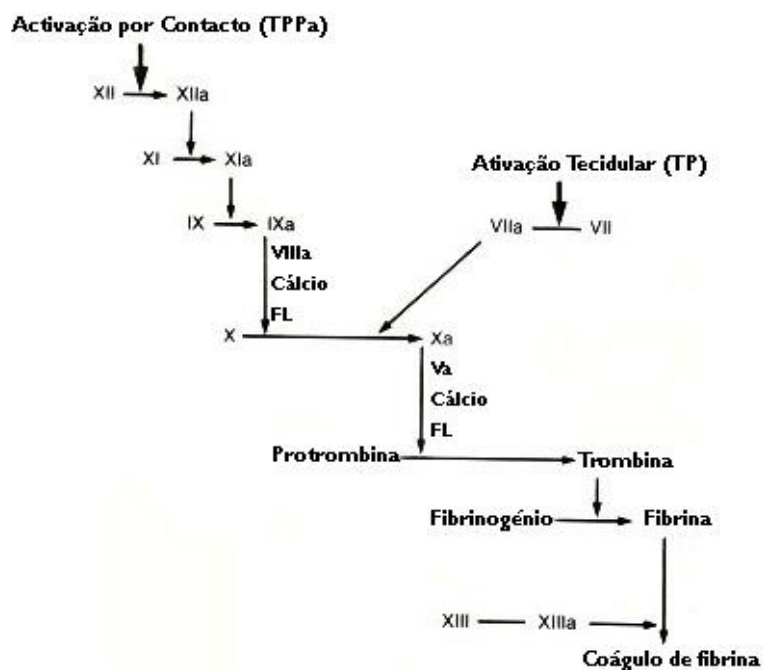 Activação por Contacto (TPPa)
XII XIIa
XI XIa
Ativação Tecidular (TP)
IX IXa
VIIa VII
VIIIa
Cálcio
FL
X Xa
Va
Cálcio
FL
Protrombina Trombina
Fibrinogénio Fibrina
XIII XIIIa
Coágulo de fibrina